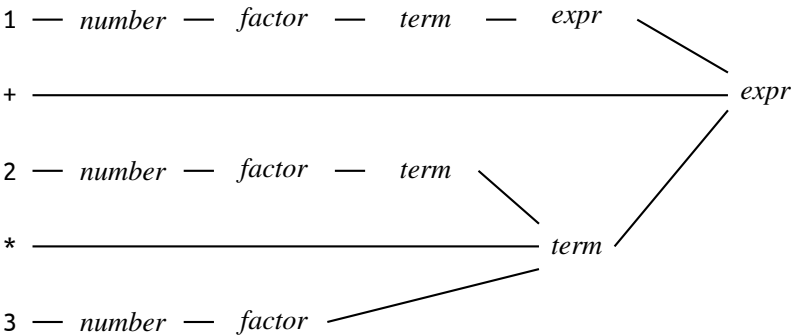 1 number factor term expr
+ expr
2 number factor term
* term
3 number factor